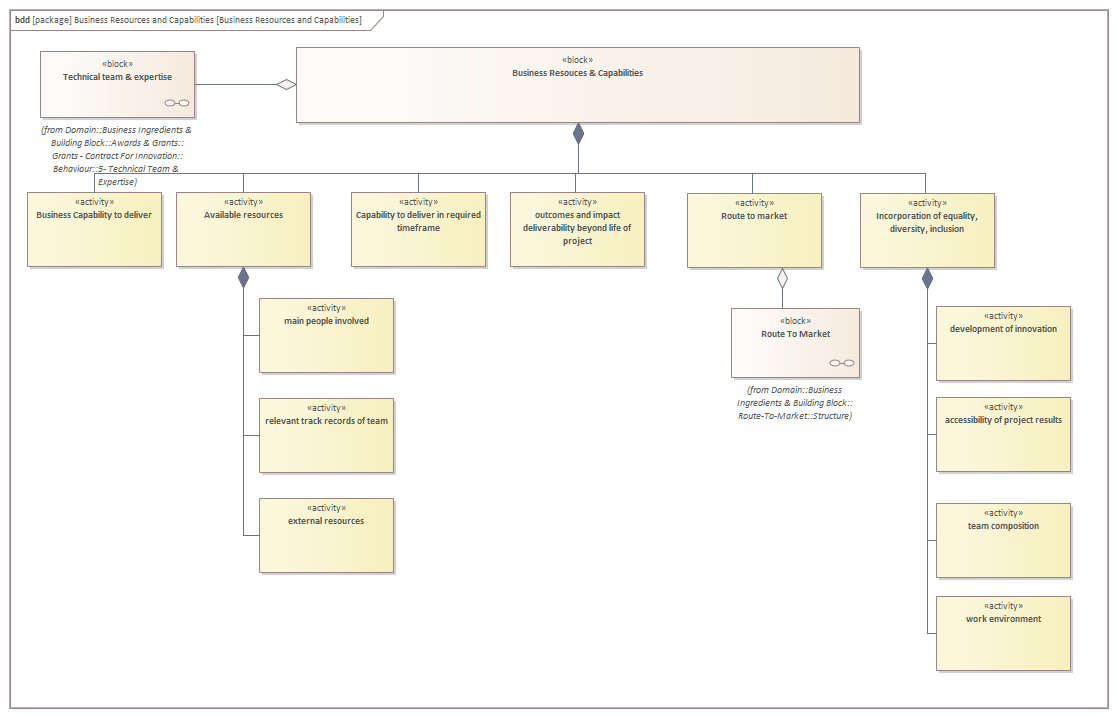 bdd [package] Business Resources and Capabilities [Business Resources and Capabilities]
«block»
Technical team & expertise
(from Domain::Business Ingredients &
Building Block::Awards & Grants::
Grants - Contract For Innovation::
Behaviour::5- Technical Team &
Expertise)
«block»
Business Resouces & Capabilities
«activity»
Business Capability to deliver
«activity»
Available resources
«activity»
Capability to deliver in required
timeframe
«activity»
outcomes and impact
deliverability beyond life of
project
«activity»
Route to market
«activity»
Incorporation of equality,
diversity, inclusion
«activity»
main people involved
«activity»
relevant track records of team
«activity»
external resources
«block»
Route To Market
(from Domain::Business
Ingredients & Building Block::
Route-To-Market::Structure)
«activity»
development of innovation
«activity»
accessibility of project results
«activity»
team composition
«activity»
work environment